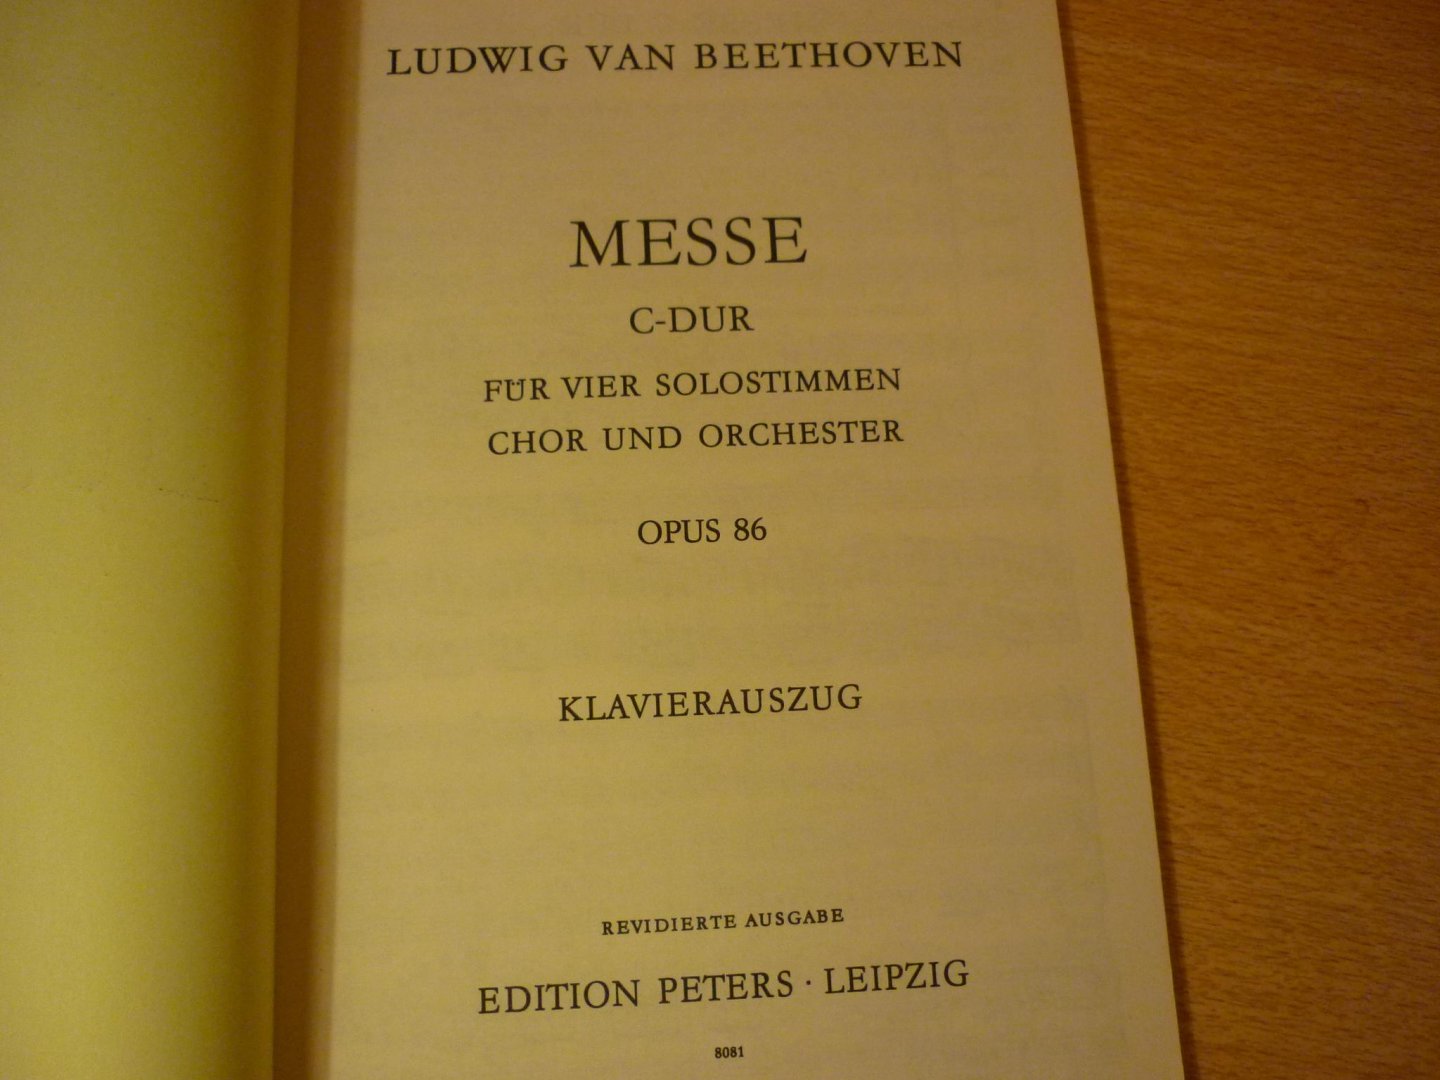 LUDWIG VAN BEETHOVEN
MESSE
C-DUR
FÜR VIER SOLOSTIMMEN
CHOR UND ORCHESTER
OPUS 86
KLAVIERAUSZUG
REVIDIERTE AUSGABE
EDITION PETERS · LEIPZIG
8081